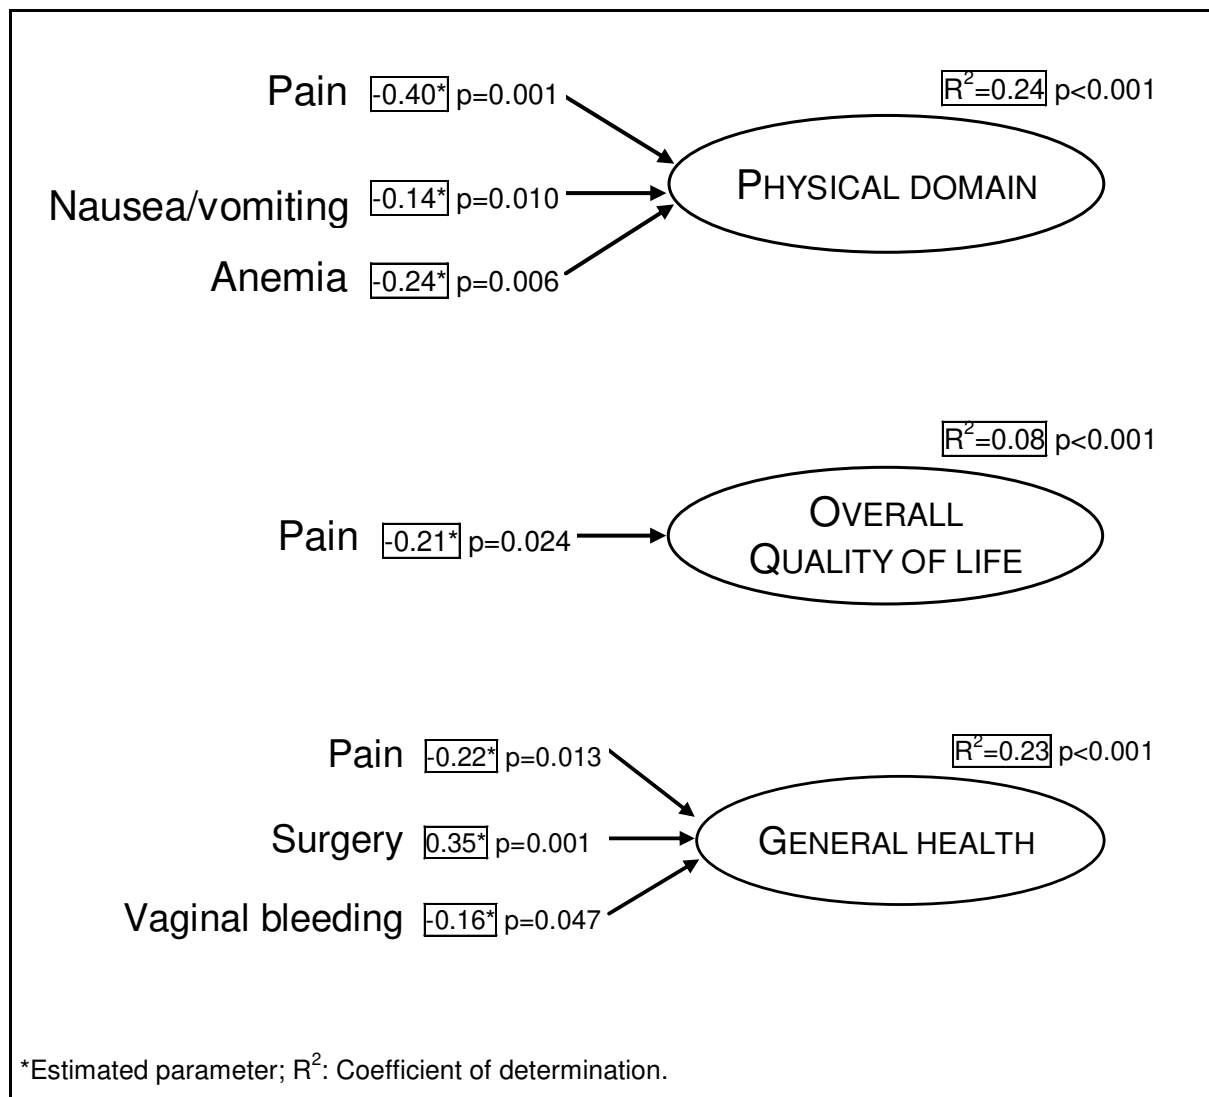 R²=0.24 p<0.001
Pain -0.40* p=0.001
PHYSICAL DOMAIN
Nausea/vomiting -0.14* p=0.010
Anemia -0.24* p=0.006
R²=0.08 p<0.001
OVERALL
QUALITY OF LIFE
Pain -0.21* p=0.024
R²=0.23 p<0.001
Pain -0.22* p=0.013
Surgery 0.35* p=0.001
GENERAL HEALTH
Vaginal bleeding -0.16* p=0.047
*Estimated parameter; R²: Coefficient of determination.